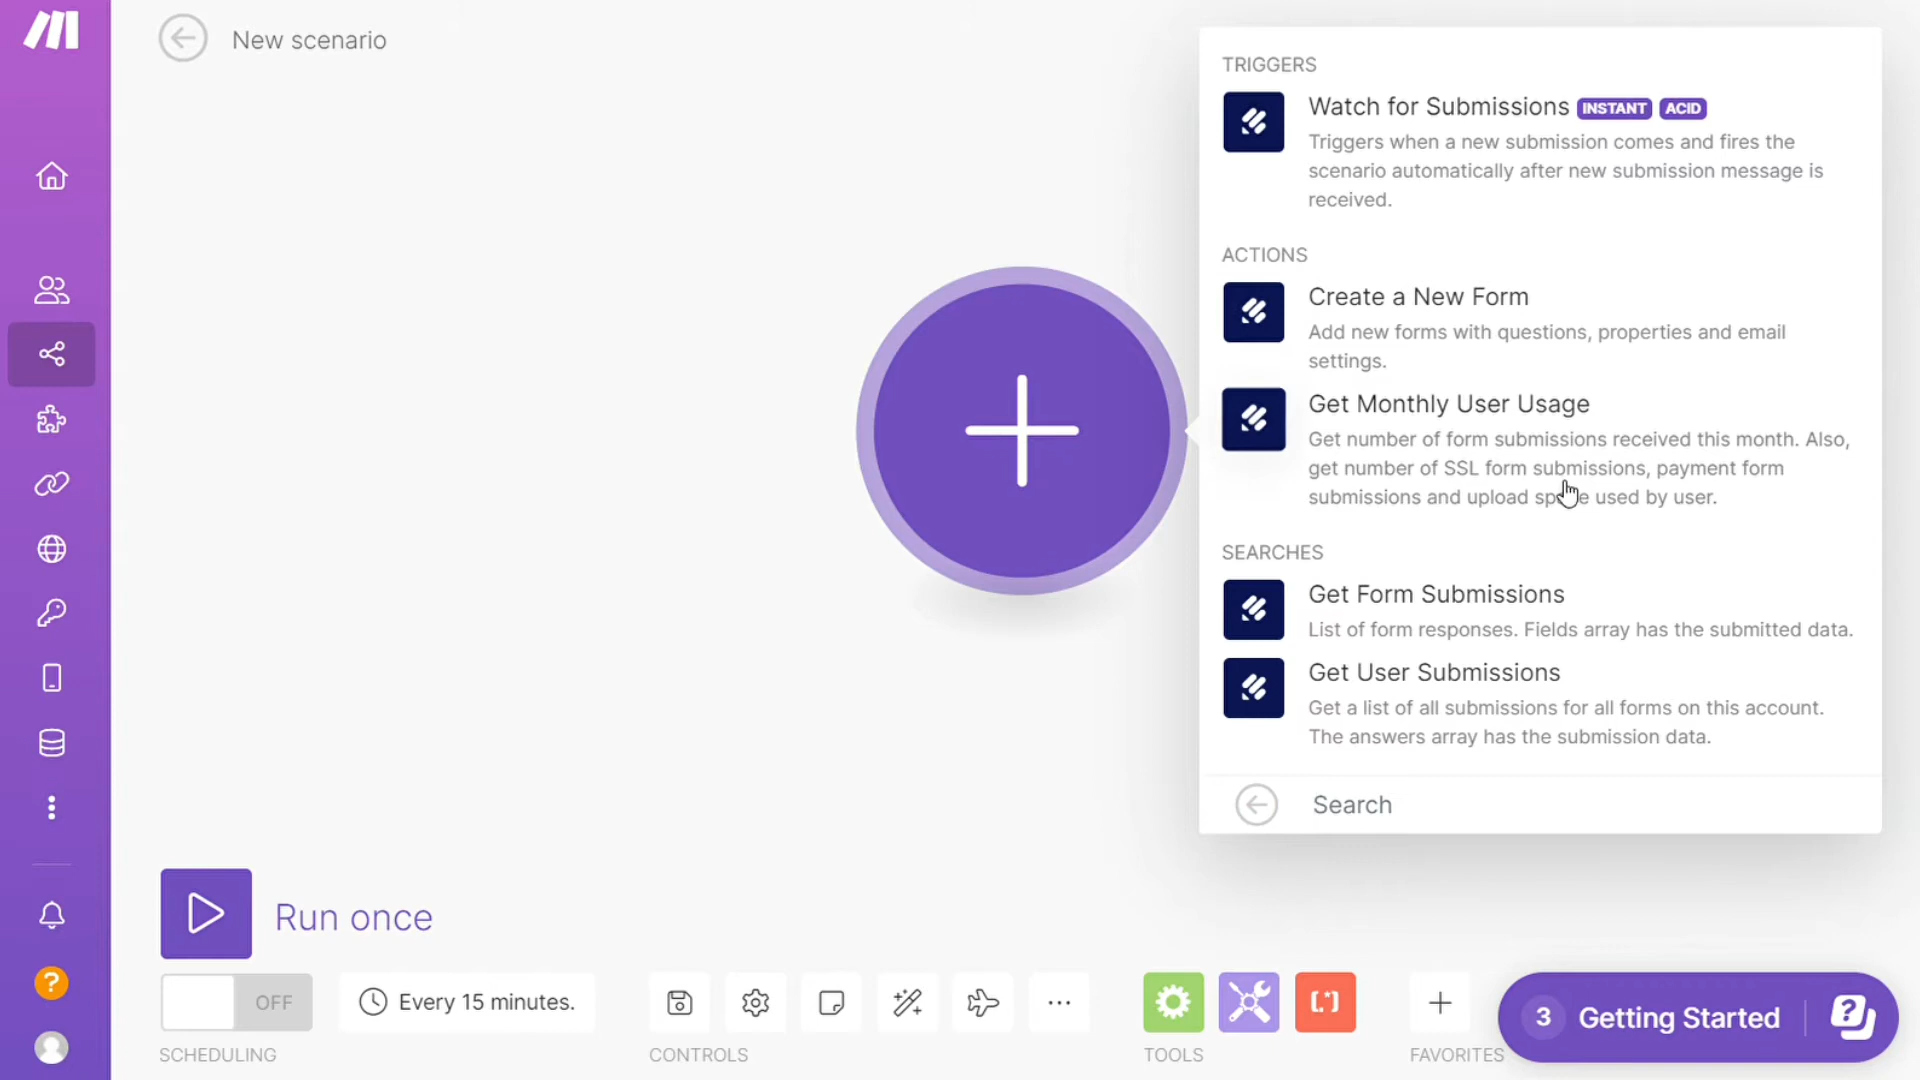 New scenario
TRIGGERS
Watch for Submissions INSTANT ACID
Triggers when a new submission comes and fires the
scenario automatically after new submission message is
received.
ACTIONS
Create a New Form
Add new forms with questions, properties and email
settings.
Get Monthly User Usage
Get number of form submissions received this month. Also,
get number of SSL form submissions, payment form
submissions and upload space used by user.
SEARCHES
Get Form Submissions
List of form responses. Fields array has the submitted data.
Get User Submissions
Get a list of all submissions for all forms on this account.
The answers array has the submission data.
Search
Run once
OFF
Every 15 minutes.
[.*]
3 Getting Started
?
?
SCHEDULING
CONTROLS
TOOLS
FAVORITES